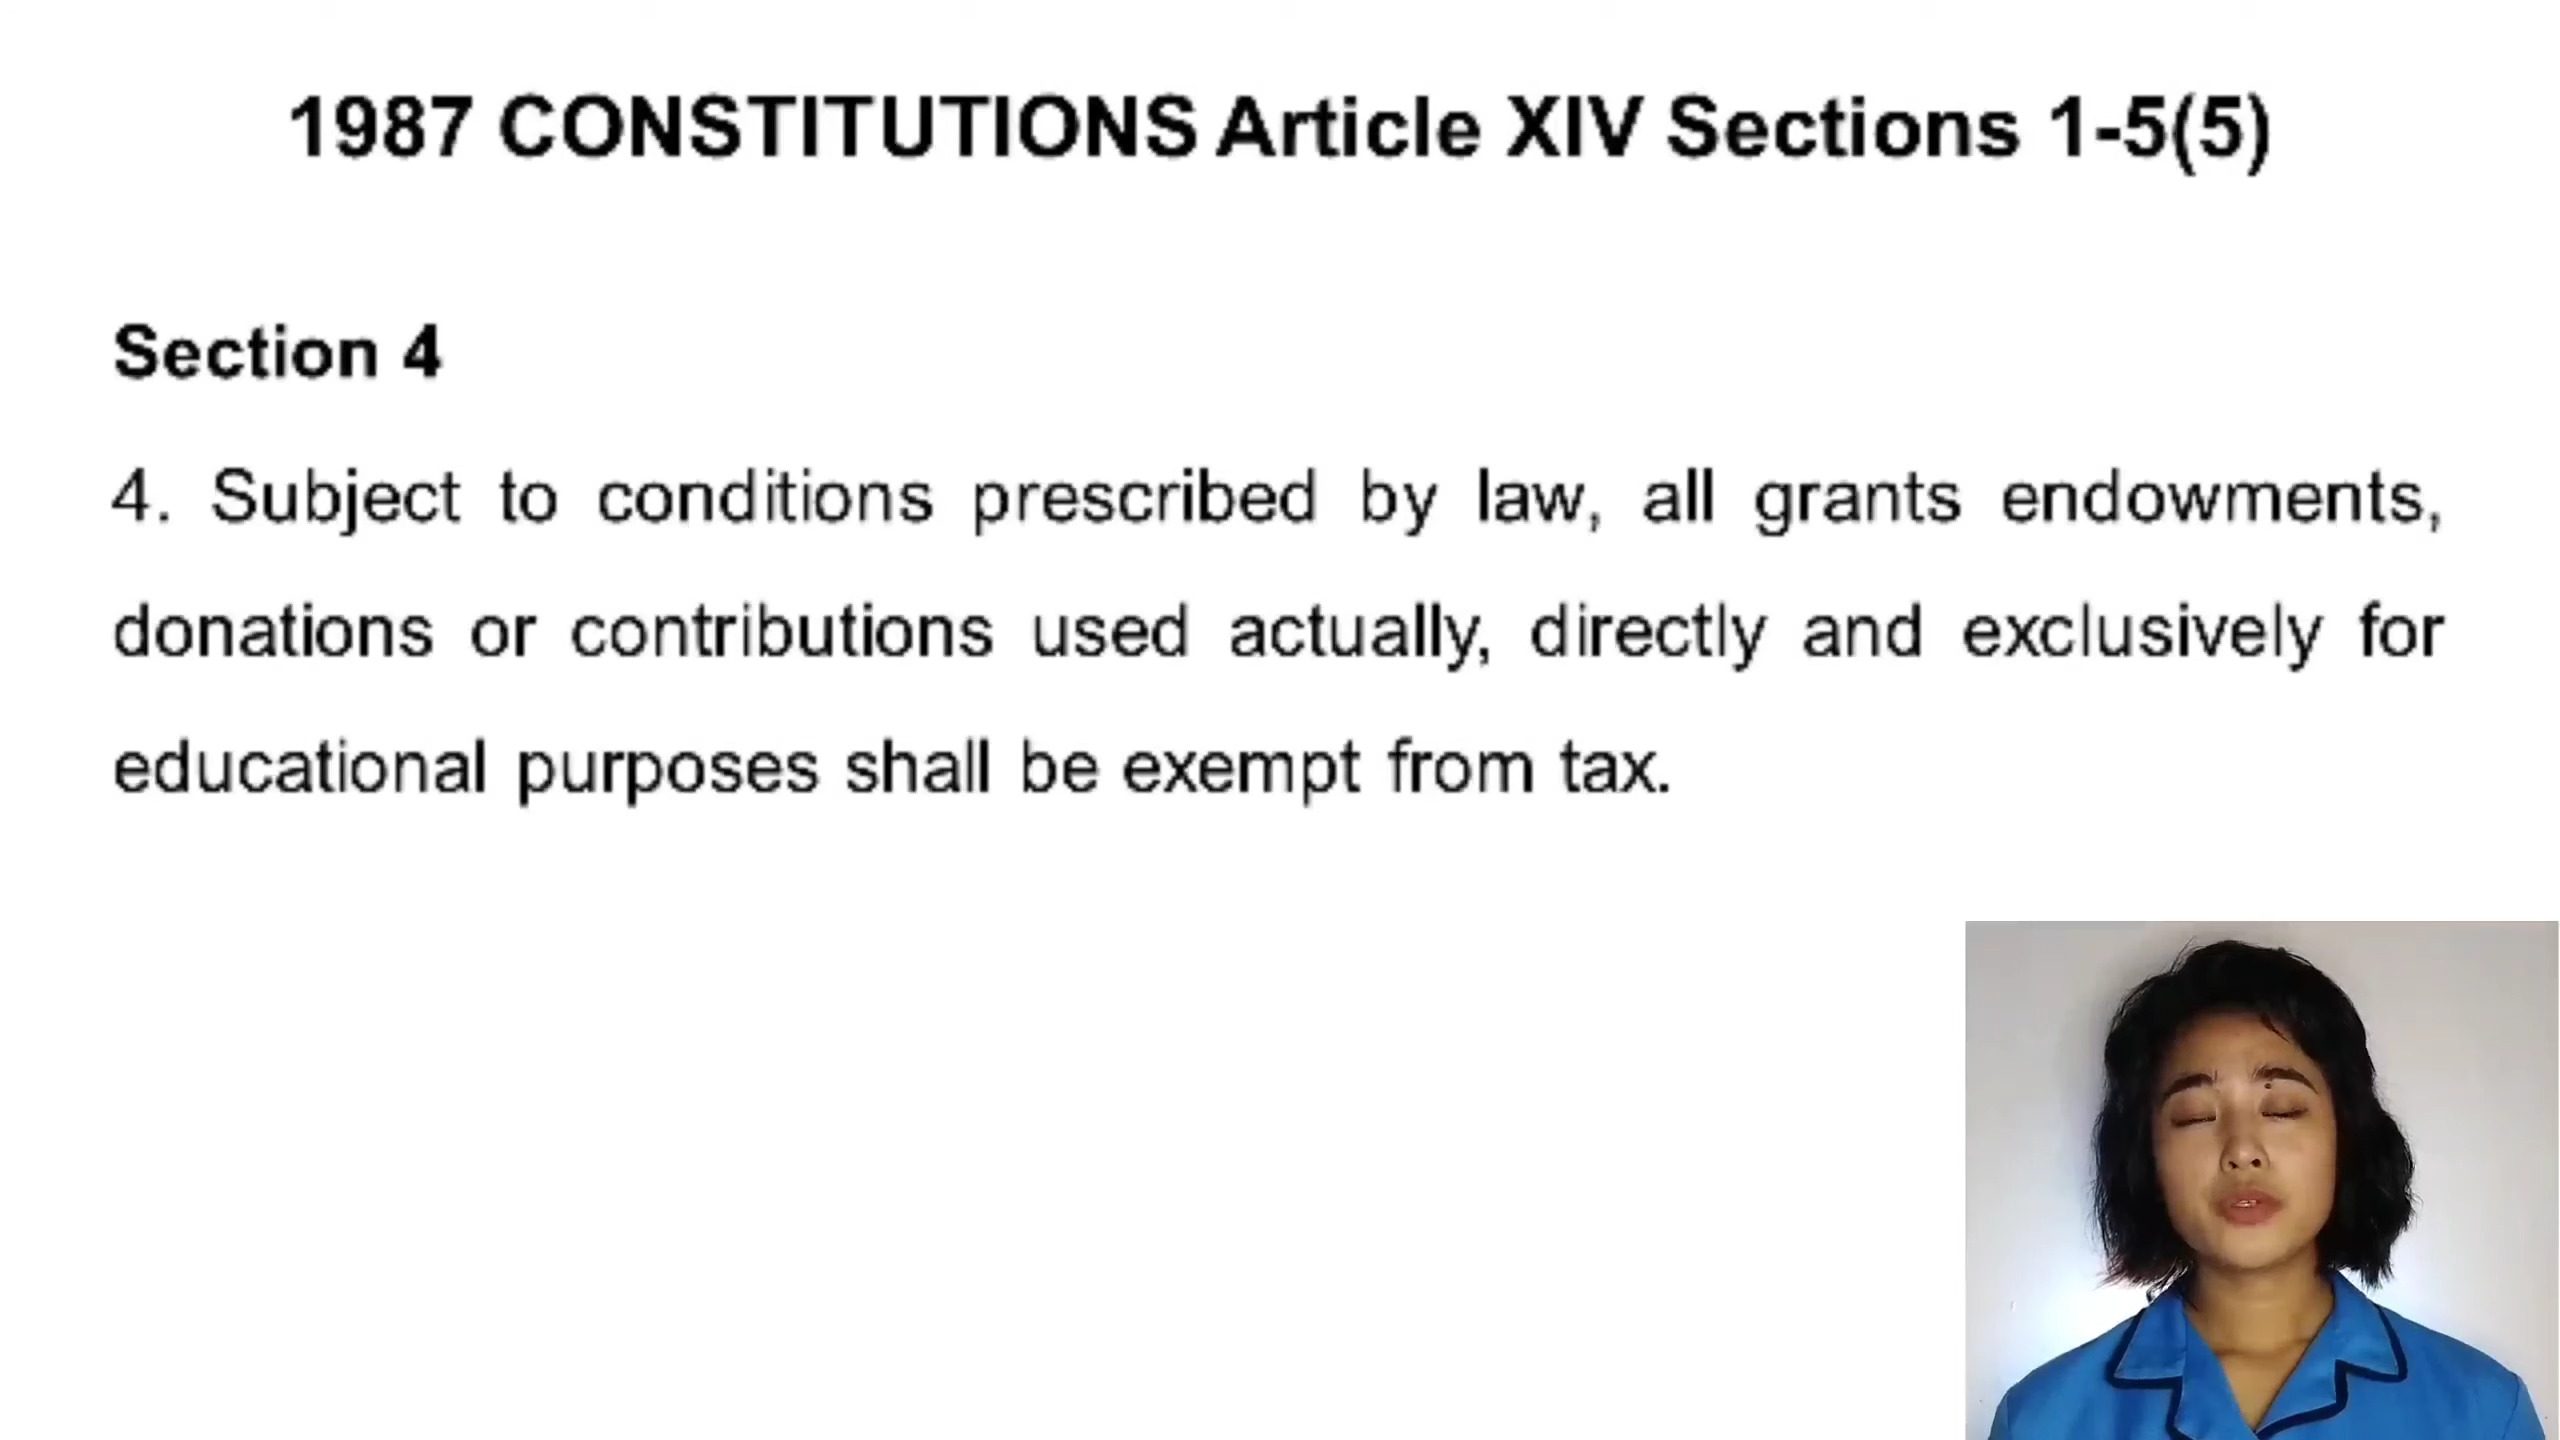 1987 CONSTITUTIONS Article XIV Sections 1-5(5)
Section 4
4. Subject to conditions prescribed by law, all grants endowments,
donations or contributions used actually, directly and exclusively for
educational purposes shall be exempt from tax.